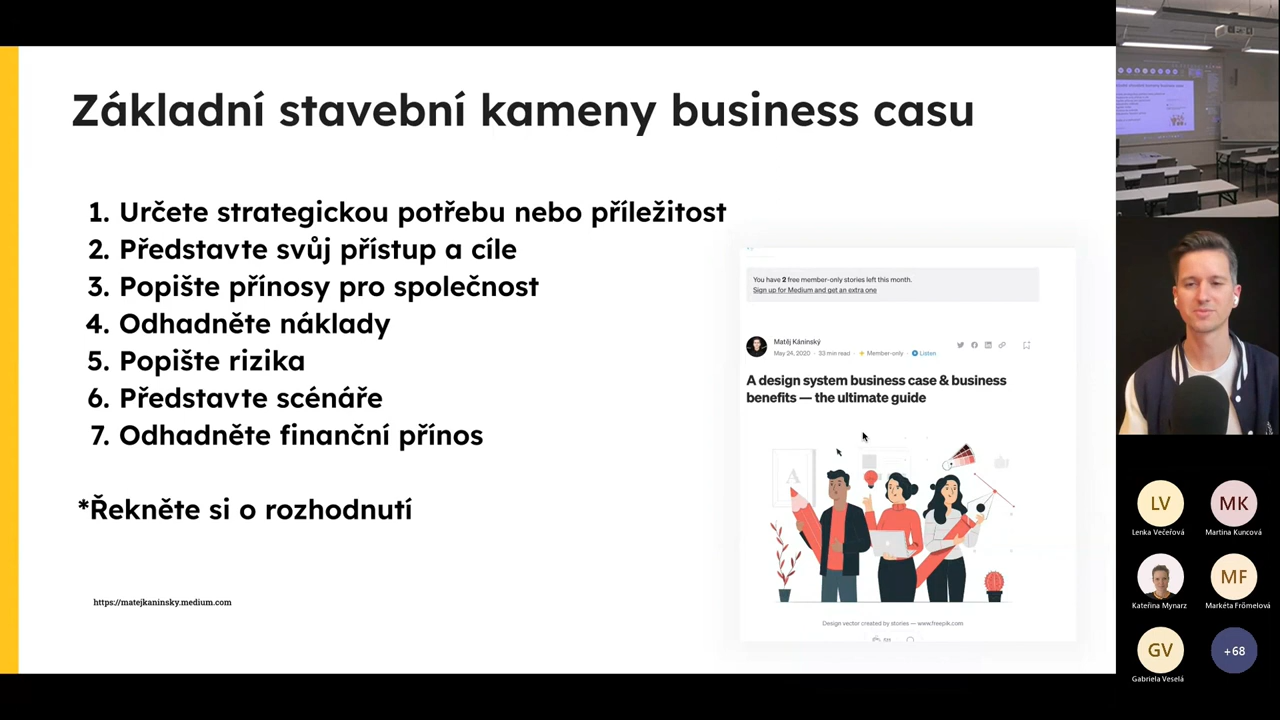 Základní stavební kameny business casu
1. Určete strategickou potřebu nebo příležitost
2. Představte svůj přístup a cíle
3. Popište přínosy pro společnost
4. Odhadněte náklady
5. Popište rizika
6. Představte scénáře
7. Odhadněte finanční přínos
*Řekněte si o rozhodnutí
https://matejkaninsky.medium.com
You have 2 free member-only stories left this month.
Sign up for Medium and get an extra one
Matěj Káninský
May 24, 2020 · 33 min read · Member-only · Listen
A design system business case & business
benefits — the ultimate guide
A
Design vector created by stories — www.freepik.com
LV
Lenka Večeřová
MK
Martina Kuncová
Kateřina Mynarz
MF
Markéta Frömelová
GV
Gabriela Veselá
+68